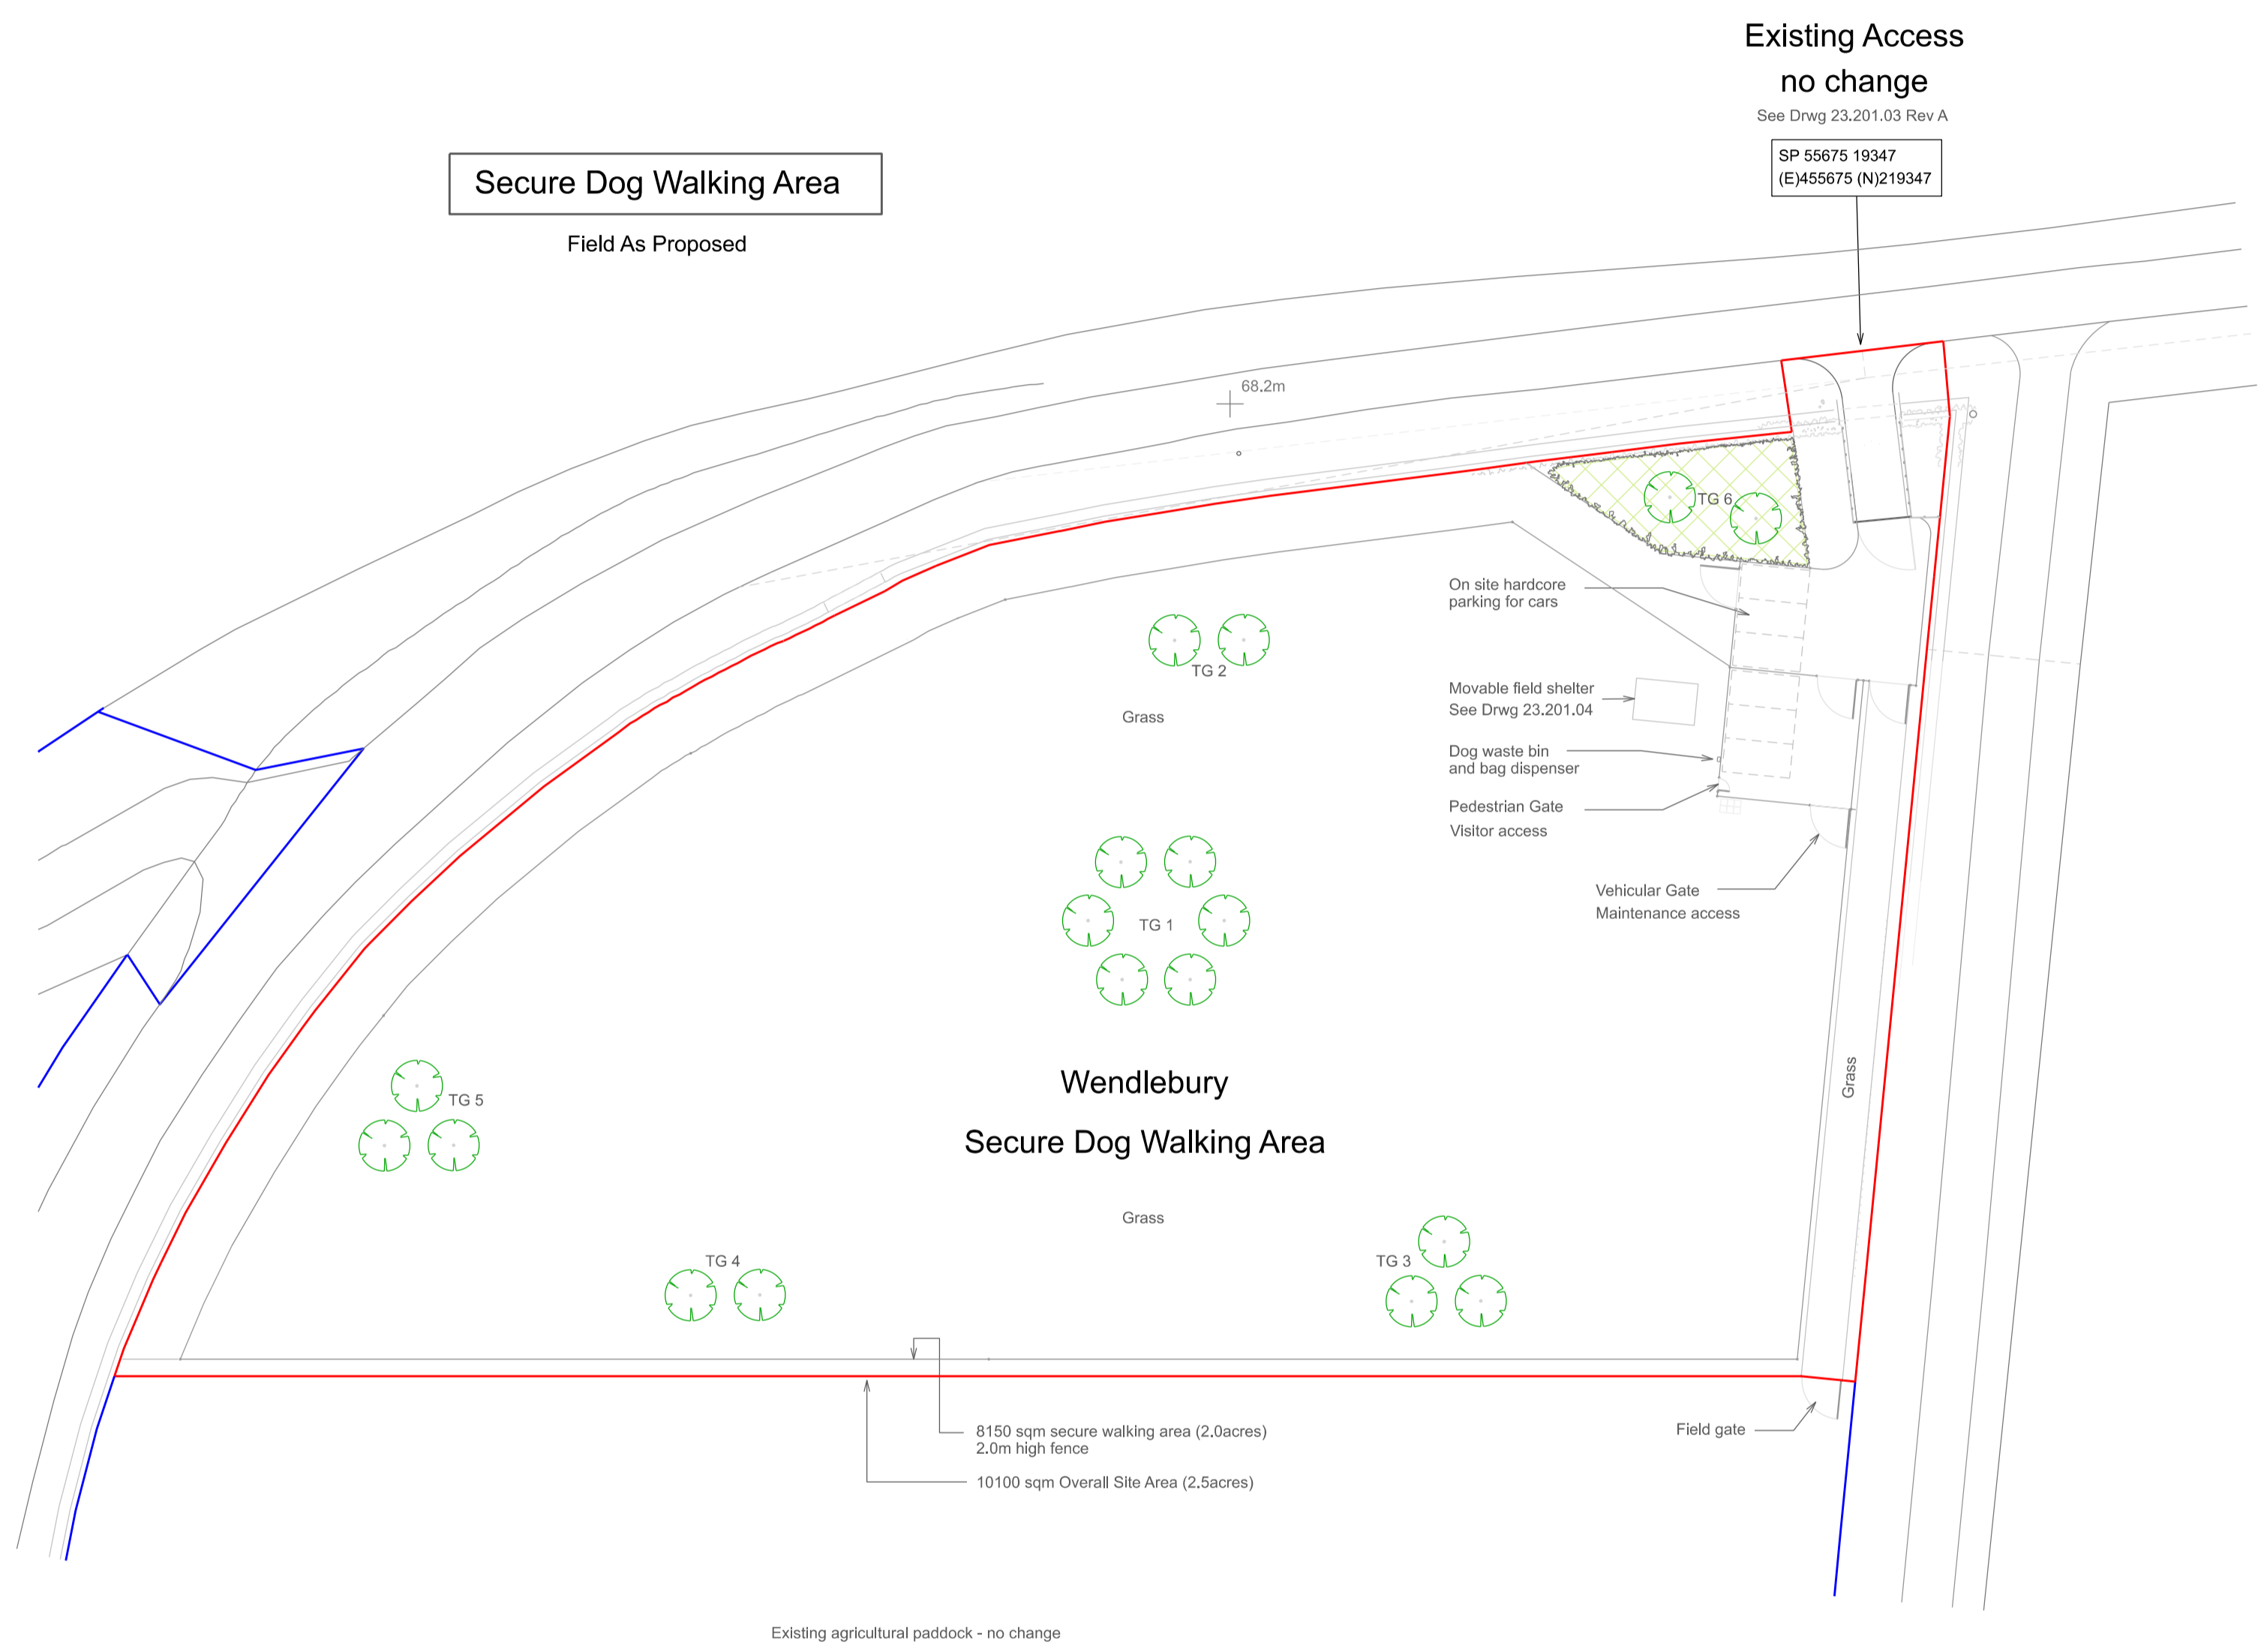 Existing Access
no change
See Drwg 23.201.03 Rev A
SP 55675 19347
(E)455675 (N)219347
Secure Dog Walking Area
Field As Proposed
68.2m
TG 6
On site hardcore
parking for cars
TG 2
Movable field shelter
See Drwg 23.201.04
Grass
Dog waste bin
and bag dispenser
Pedestrian Gate
Visitor access
Vehicular Gate
Maintenance access
TG 1
Grass
Wendlebury
TG 5
Secure Dog Walking Area
Grass
TG 4
TG 3
8150 sqm secure walking area (2.0acres)
2.0m high fence
Field gate
10100 sqm Overall Site Area (2.5acres)
Existing agricultural paddock - no change